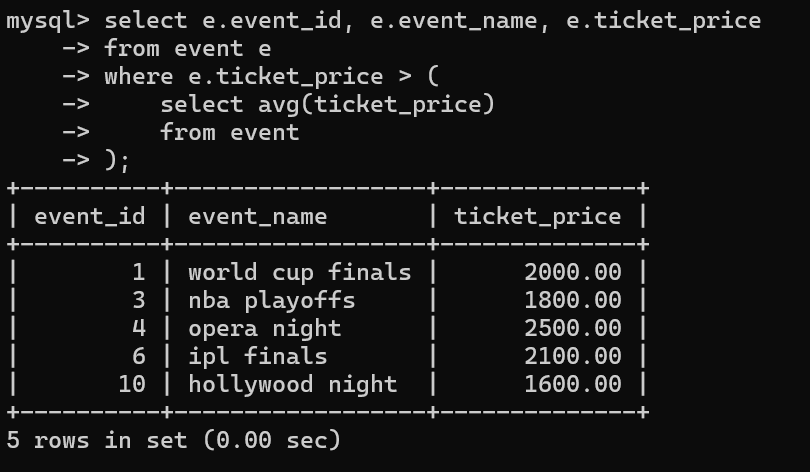 mysql> select e.event_id, e.event_name, e.ticket_price
    -> from event e
    -> where e.ticket_price > (
    ->     select avg(ticket_price)
    ->     from event
    -> );
+----------+------------------+--------------+
| event_id | event_name       | ticket_price |
+----------+------------------+--------------+
|        1 | world cup finals |      2000.00 |
|        3 | nba playoffs     |      1800.00 |
|        4 | opera night      |      2500.00 |
|        6 | ipl finals       |      2100.00 |
|       10 | hollywood night  |      1600.00 |
+----------+------------------+--------------+
5 rows in set (0.00 sec)